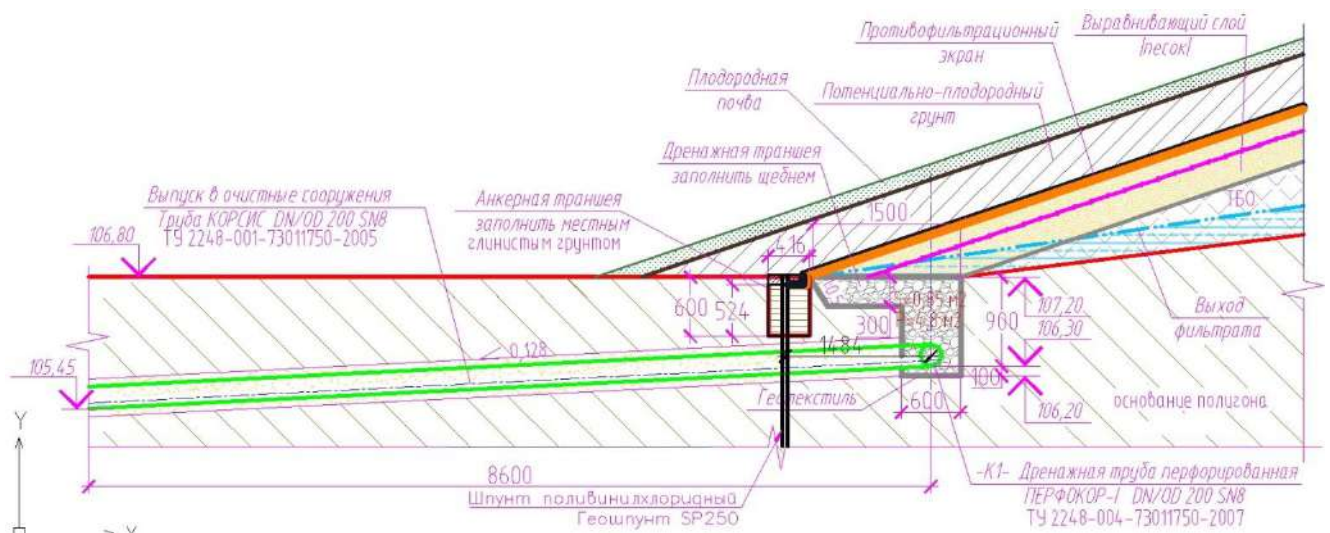 Противофильтрационный
экран
Выравнивающий слой
(песок)
Плодородная
почва
Потенциально-плодородный
грунт
Дренажная траншея
заполнить щебнем
Выпуск в очистные сооружения
Труба КОРСИС DN/OD 200 SN8
ТУ 2248-001-73011750-2005
Анкерная траншея
заполнить местным
глинистым грунтом
1500
ТБО
416
106,80
600
524
300
900
107,20
106,30
Выход
фильтрата
0,128
1484
105,45
Геотекстиль
600
100
106,20
основание полигона
Y
8600
Шпунт поливинилхлоридный
Геошпунт SP250
-К1- Дренажная труба перфорированная
ПЕРФОКОР-I DN/OD 200 SN8
ТУ 2248-004-73011750-2007
X